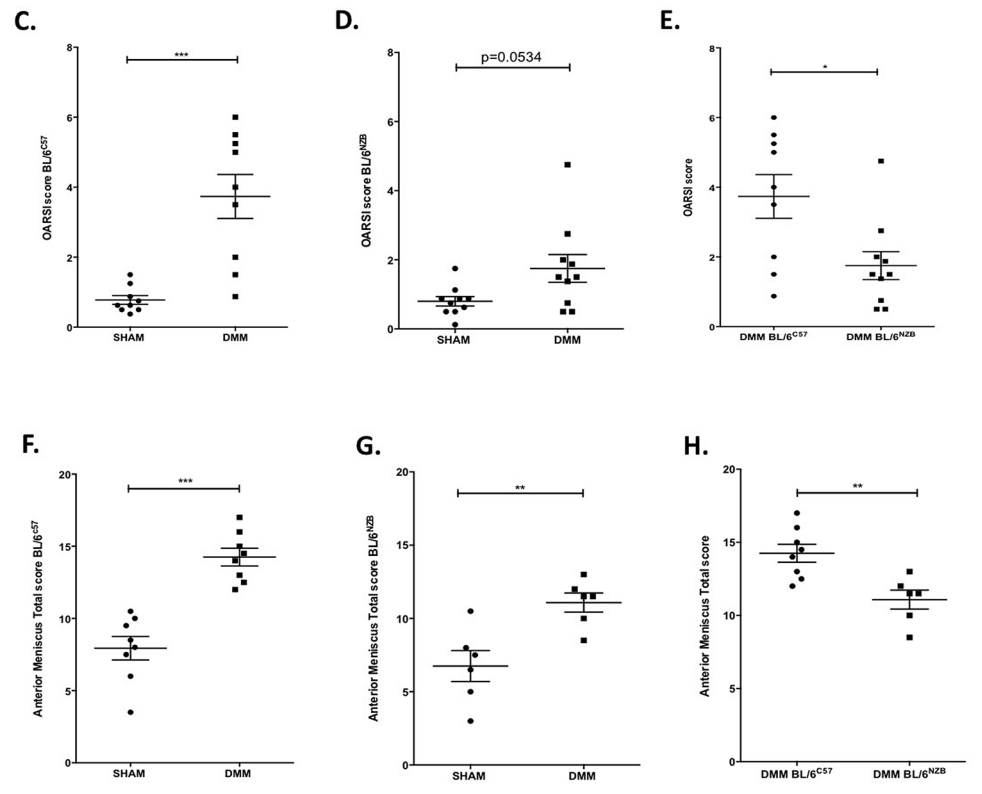 C.
***
8
6
4
2
0
OARSI score BL/6C57
SHAM DMM
D.
p=0.0534
8
6
4
2
0
OARSI score BL/6NZB
SHAM DMM
E.
*
8
6
4
2
0
OARSI score
DMM BL/6C57 DMM BL/6NZB
F.
***
20
15
10
5
0
Anterior Meniscus Total score BL/6c57
SHAM DMM
G.
**
20
15
10
5
0
Anterior Meniscus Total score BL/6NZB
SHAM DMM
H.
**
20
15
10
5
0
Anterior Meniscus Total score
DMM BL/6C57 DMM BL/6NZB